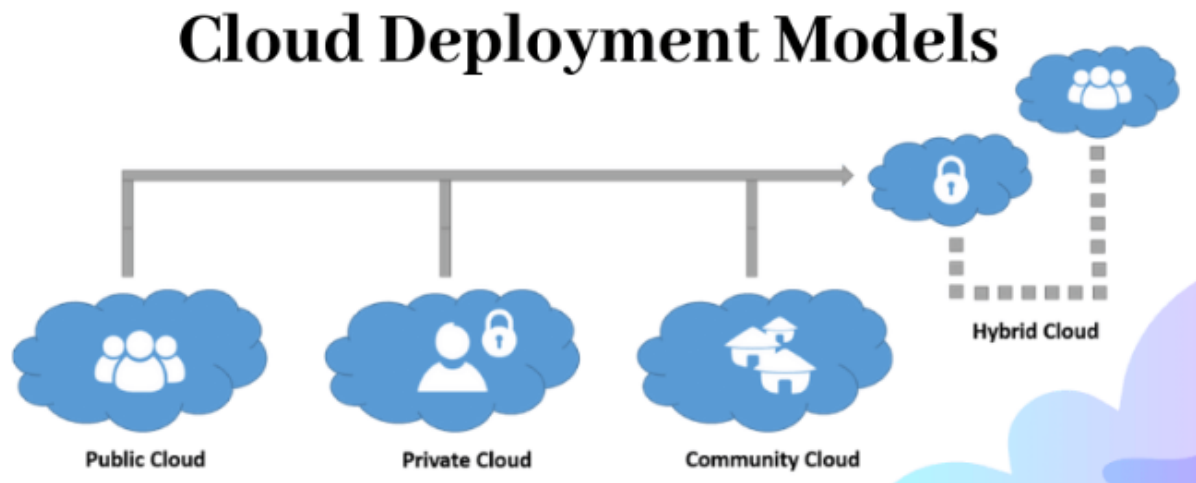 Cloud Deployment Models
Hybrid Cloud
Public Cloud
Private Cloud
Community Cloud